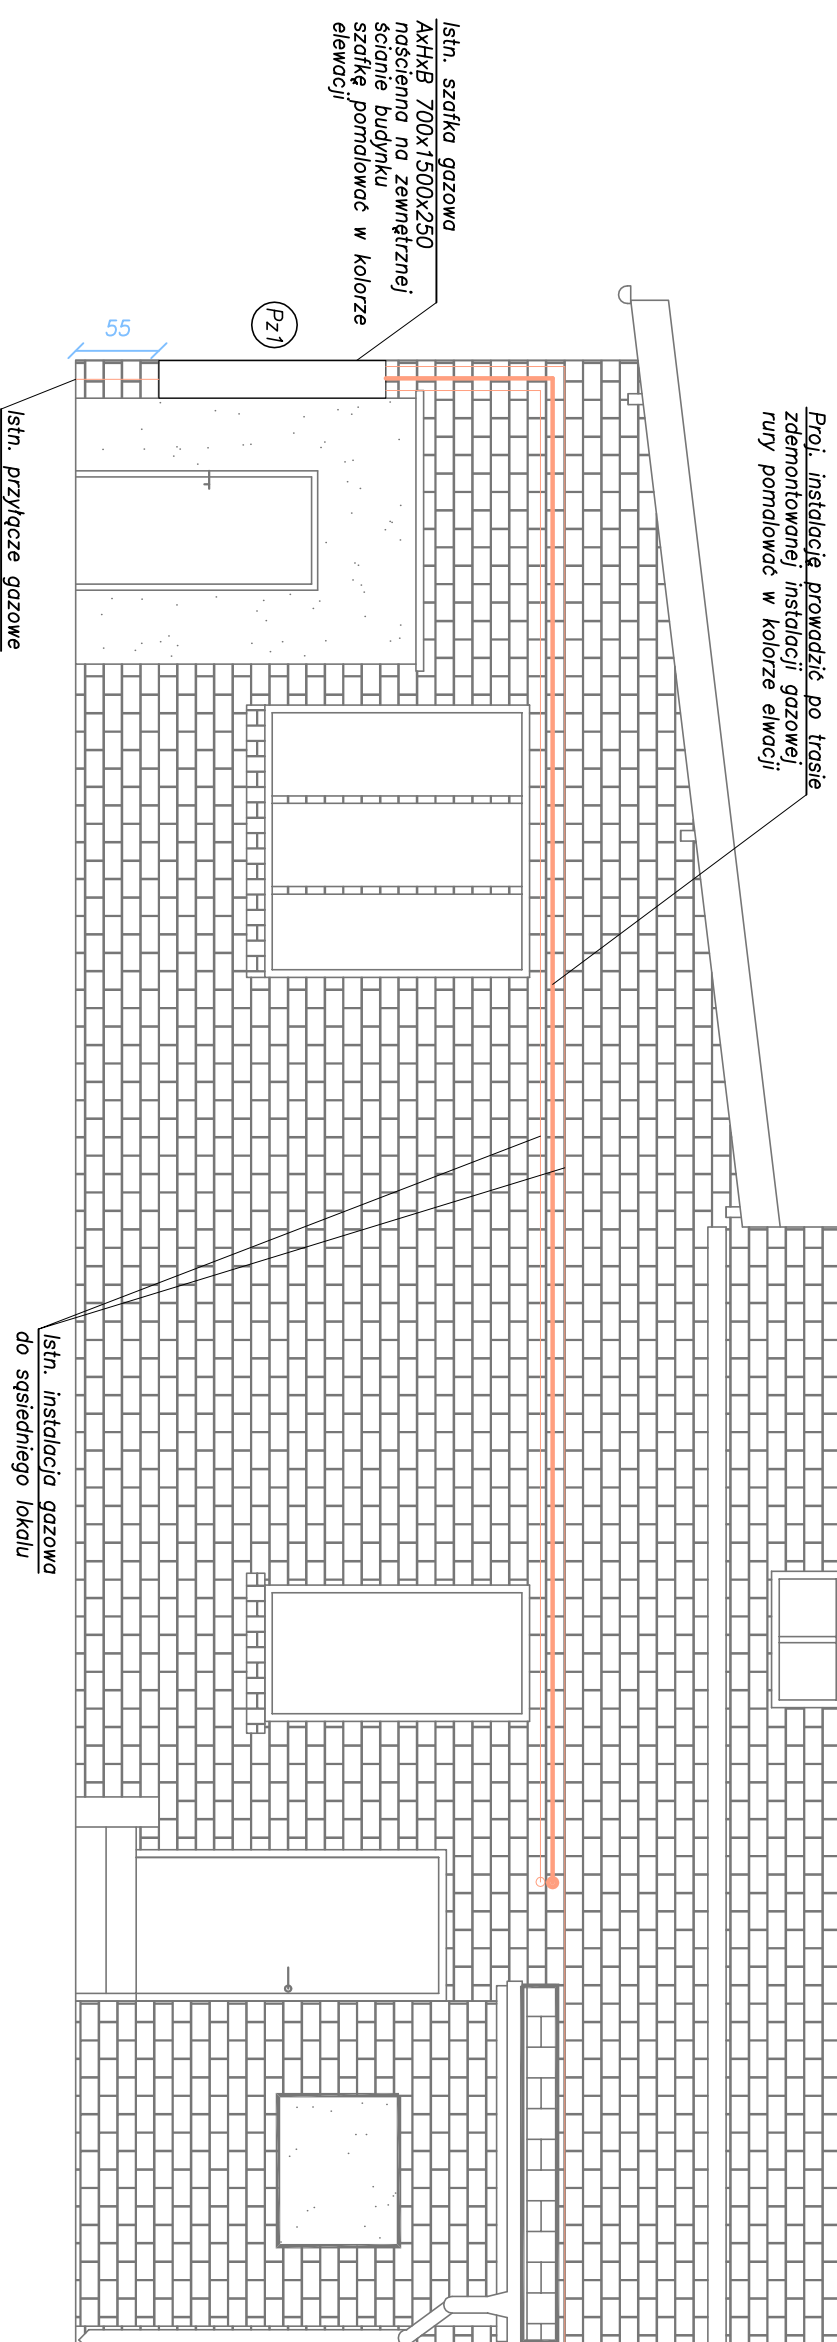 Istn. szafka gazowa
AxHxB 700x1500x250
naścienna na zewnętrznej
ścianie budynku
szafkę pomalować w kolorze
elewacji
Pz1
55
Istn. przyłącze gazowe
Proj. instalację prowadzić po trasie
zdemontowanej instalacji gazowej
rury pomalować w kolorze elwacji
Istn. instalacja gazowa
do sąsiedniego lokalu